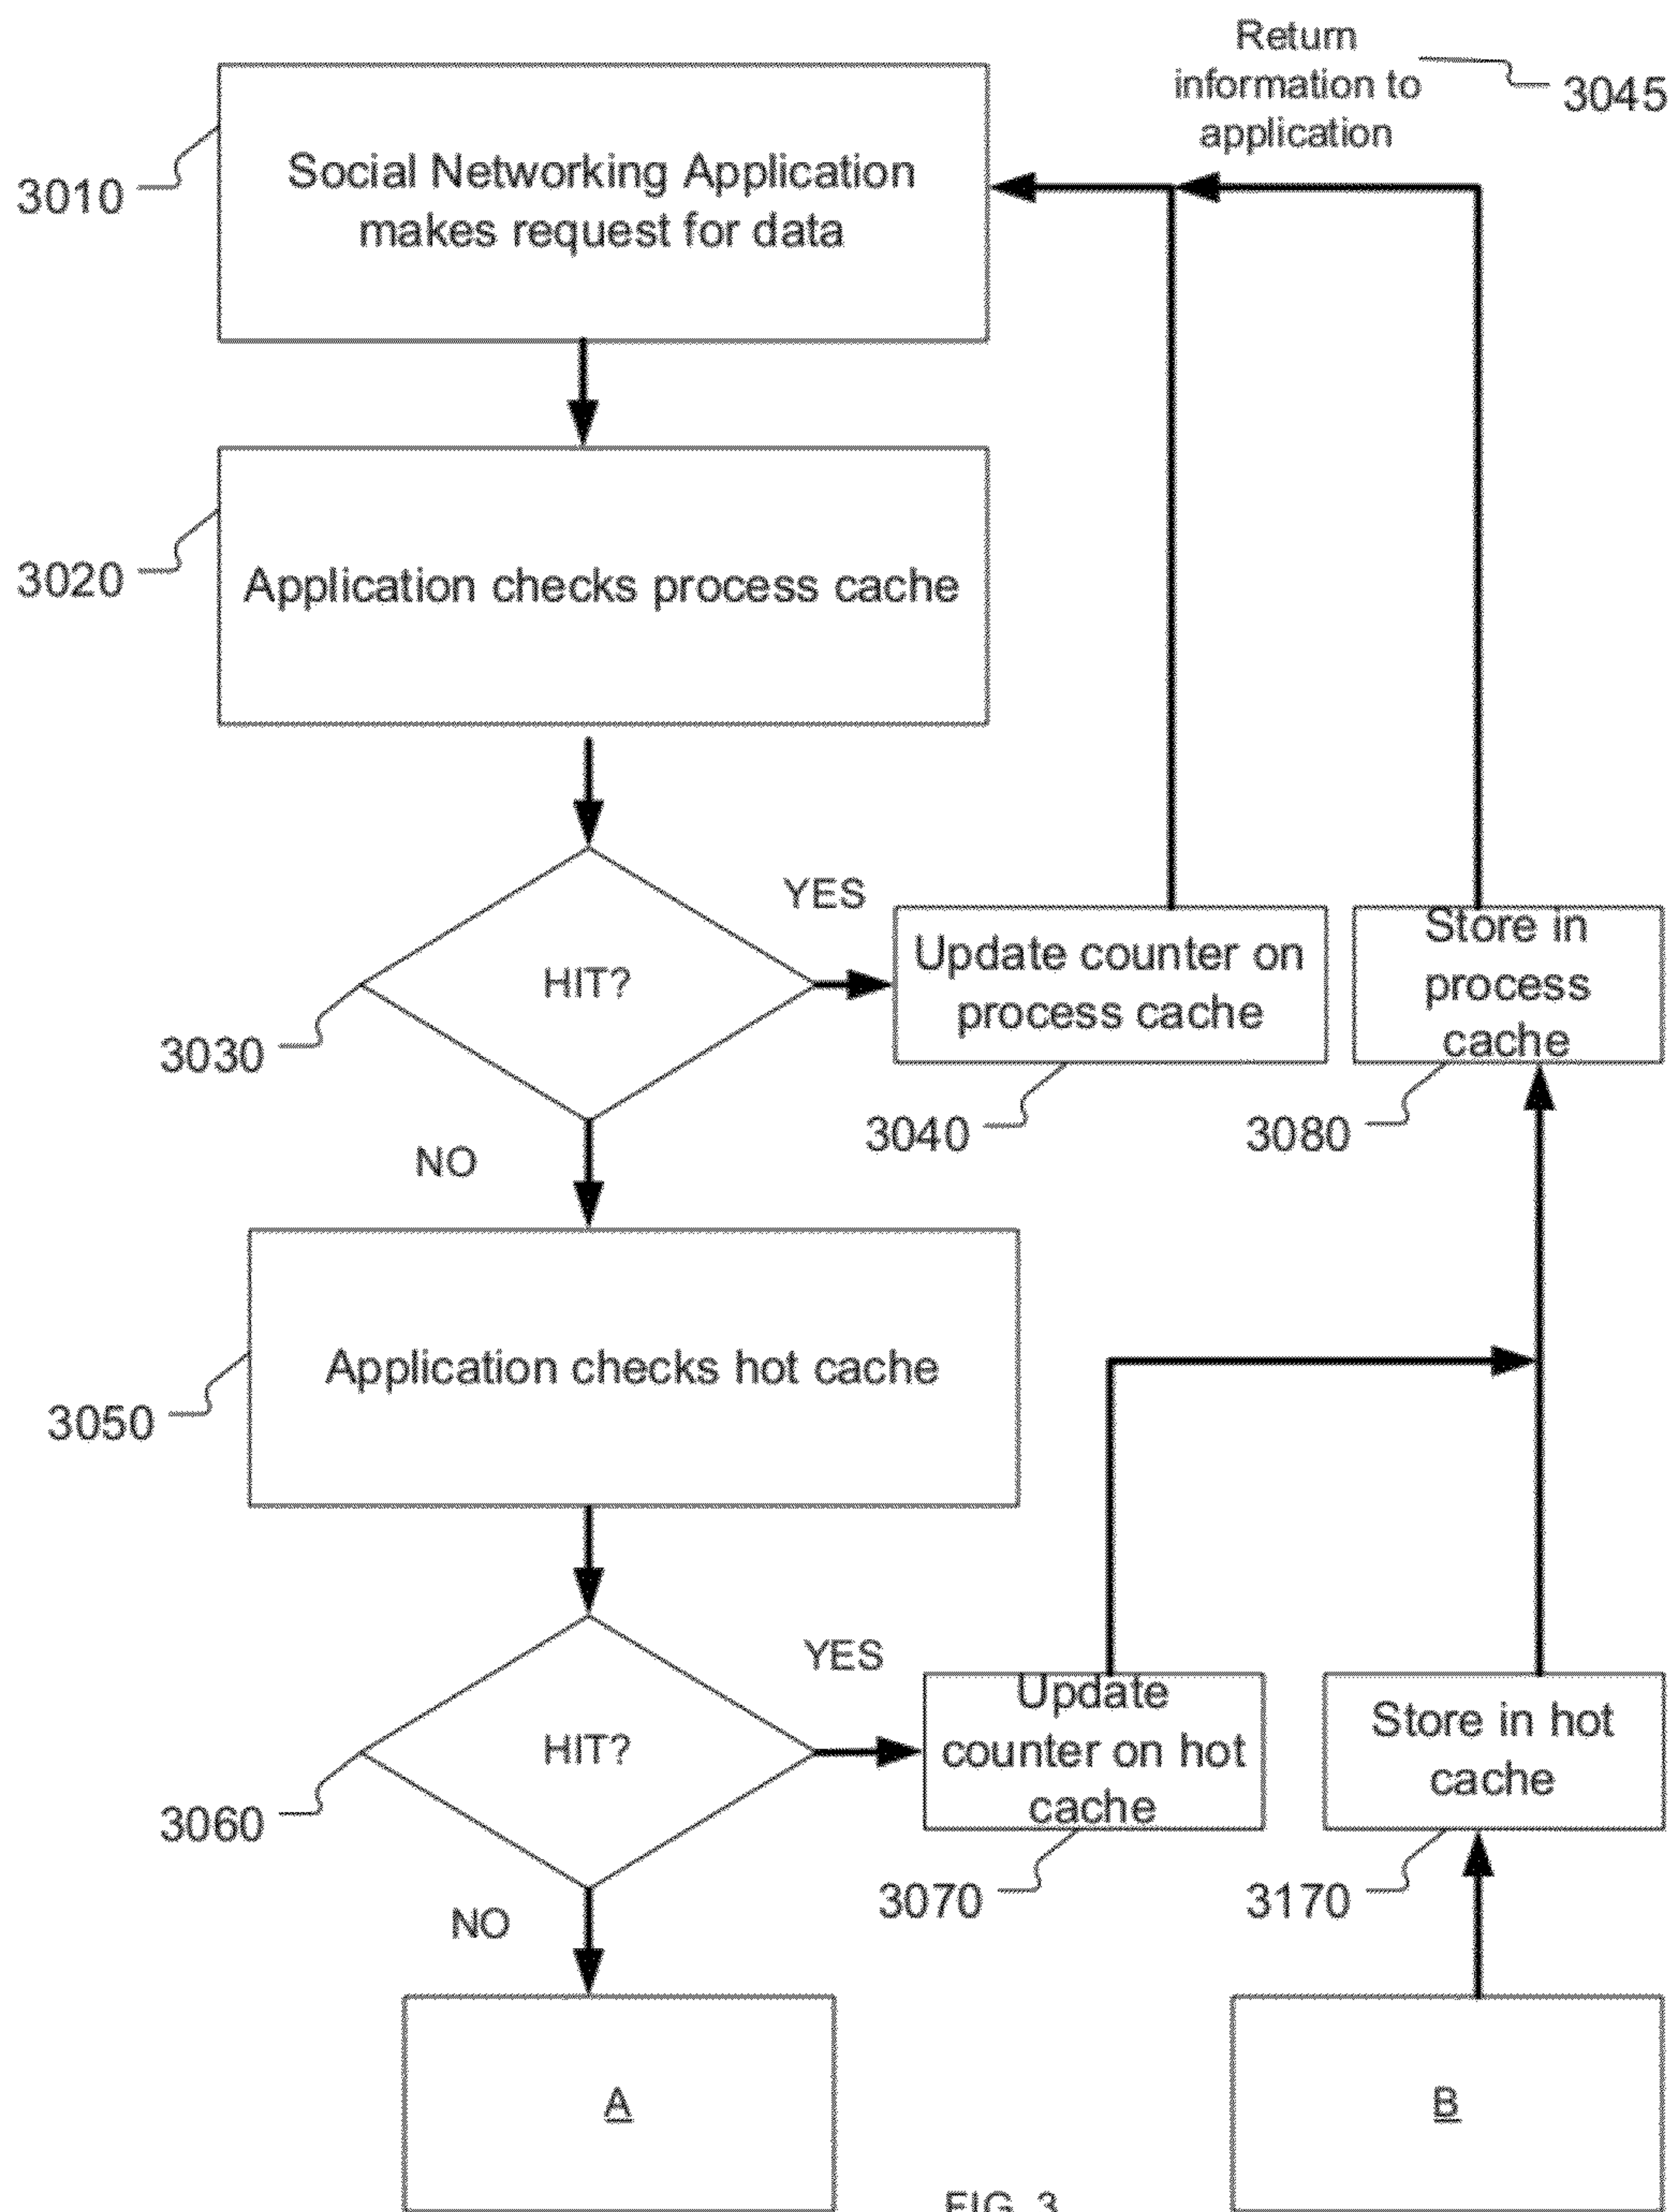 Return
information to
application
3045
3010
Social Networking Application
makes request for data
3020
Application checks process cache
YES
HIT?
3030
Update counter on
process cache
3040
Store in
process
cache
3080
NO
Application checks hot cache
3050
YES
HIT?
3060
Update
counter on hot
cache
3070
Store in hot
cache
3170
NO
A
B
FIG. 3